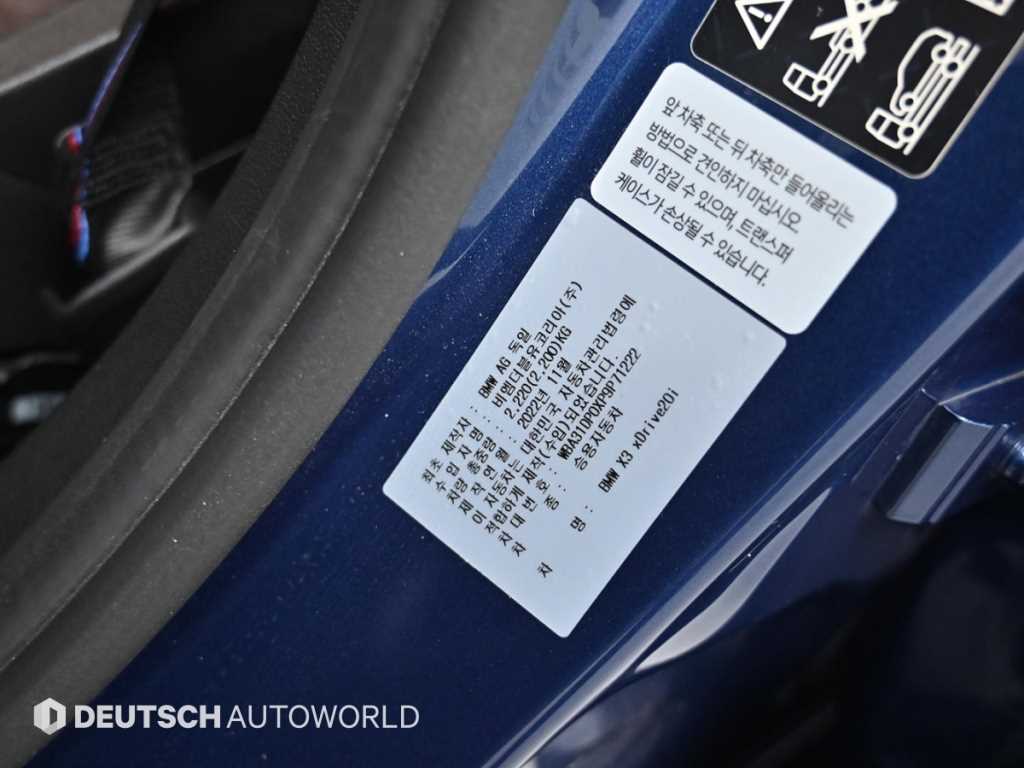 앞 차축 또는 뒤 차축만 들어올리는
방법으로 견인하지 마십시오
휠이 잠길 수 있으며, 트랜스퍼
케이스가 손상될 수 있습니다.
최초 제작자 : BMW AG 독일
수 입 자 명 : 비엠더블유코리아(주)
차량 총중량 : 2.220(2.200)KG
제 작 연 월 : 2022년 11월
이 자동차는 대한민국 자동차관리법령에
적합하게 제작(수입)되었습니다.
차 대 번 호 : WBA31DP0XP9P71222
차 종 : 승용자동차
차 명 : BMW X3 xDrive20i
DEUTSCH AUTOWORLD